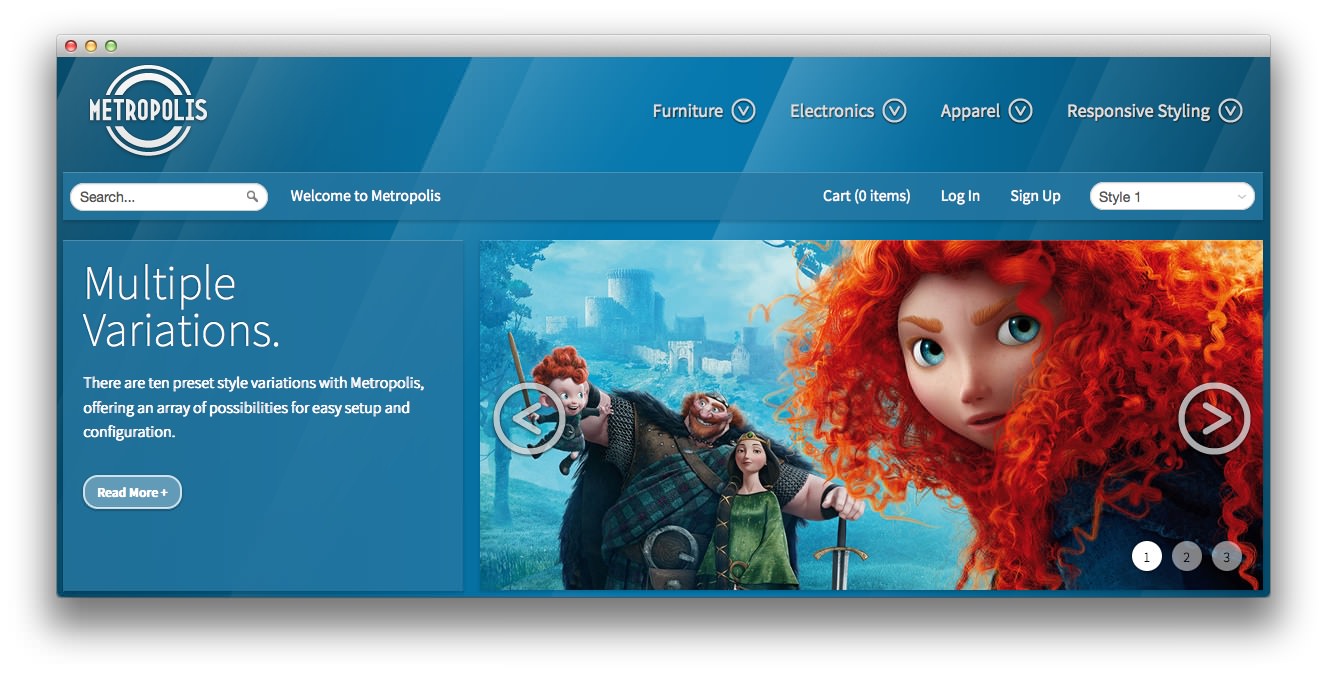 METROPOLIS
Furniture
Electronics
Apparel
Responsive Styling
Search...
Welcome to Metropolis
Cart (0 items)
Log In
Sign Up
Style 1
Multiple
Variations.
There are ten preset style variations with Metropolis,
offering an array of possibilities for easy setup and
configuration.
Read More +
1
2
3